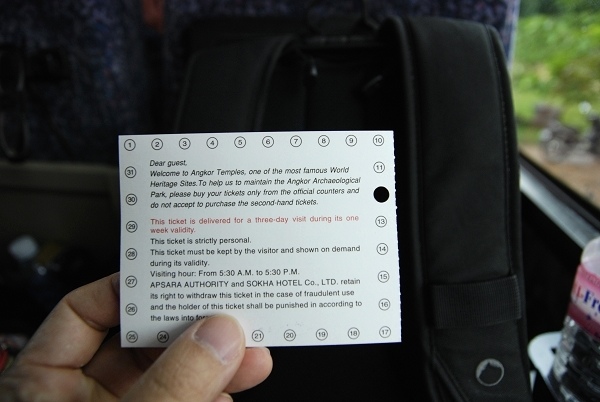 1 2 3 4 5 6 7 8 9 10
31 11
30
29 13
28 14
27 15
26 16
25 24 21 20 19 18 17
Dear guest,
Welcome to Angkor Temples, one of the most famous World
Heritage Sites.To help us to maintain the Angkor Archaeological
Park, please buy your tickets only from the official counters and
do not accept to purchase the second-hand tickets.
This ticket is delivered for a three-day visit during its one
week validity.
This ticket is strictly personal.
This ticket must be kept by the visitor and shown on demand
during its validity.
Visiting hour: From 5:30 A.M. to 5:30 P.M.
APSARA AUTHORITY and SOKHA HOTEL Co., LTD. retain
its right to withdraw this ticket in the case of fraudulent use
and the holder of this ticket shall be punished in according to
the laws into